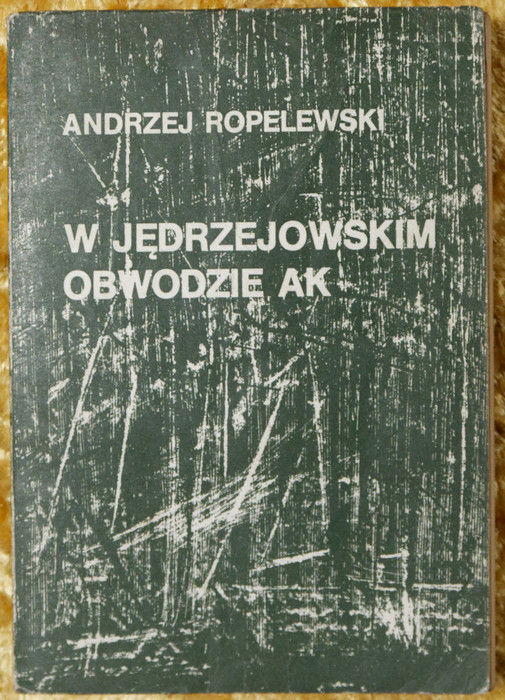 ANDRZEJ ROPELEWSKI
W JĘDRZEJOWSKIM
OBWODZIE AK